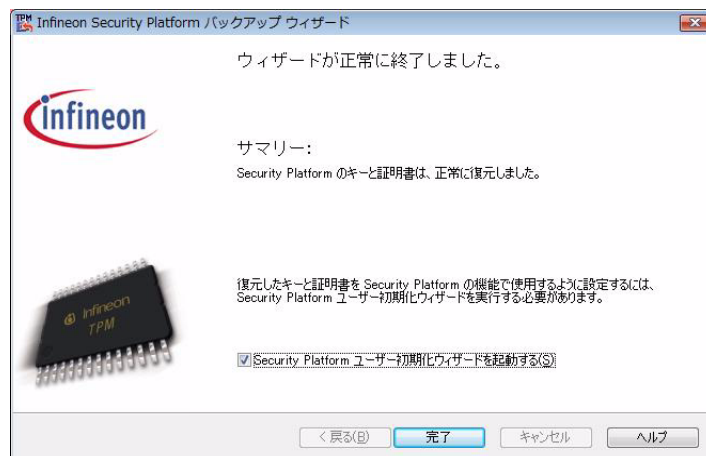 TPM Infineon Security Platform バックアップ ウィザード
ウィザードが正常に終了しました。
infineon
サマリー:
Security Platform のキーと証明書は、正常に復元しました。
復元したキーと証明書を Security Platform の機能で使用するように設定するには、
Security Platform ユーザー初期化ウィザードを実行する必要があります。
infineon
TPM
Security Platform ユーザー初期化ウィザードを起動する(S)
< 戻る(B)
完了
キャンセル
ヘルプ